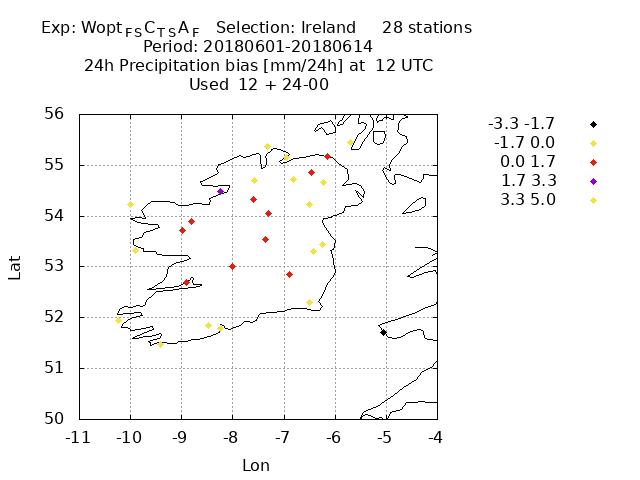 Exp: Wopt_FS C_TS A_F Selection: Ireland 28 stations
Period: 20180601-20180614
24h Precipitation bias [mm/24h] at 12 UTC
Used 12 + 24-00
-3.3 -1.7
-1.7 0.0
0.0 1.7
1.7 3.3
3.3 5.0
Lat
56
55
54
53
52
51
50
-11 -10 -9 -8 -7 -6 -5 -4
Lon